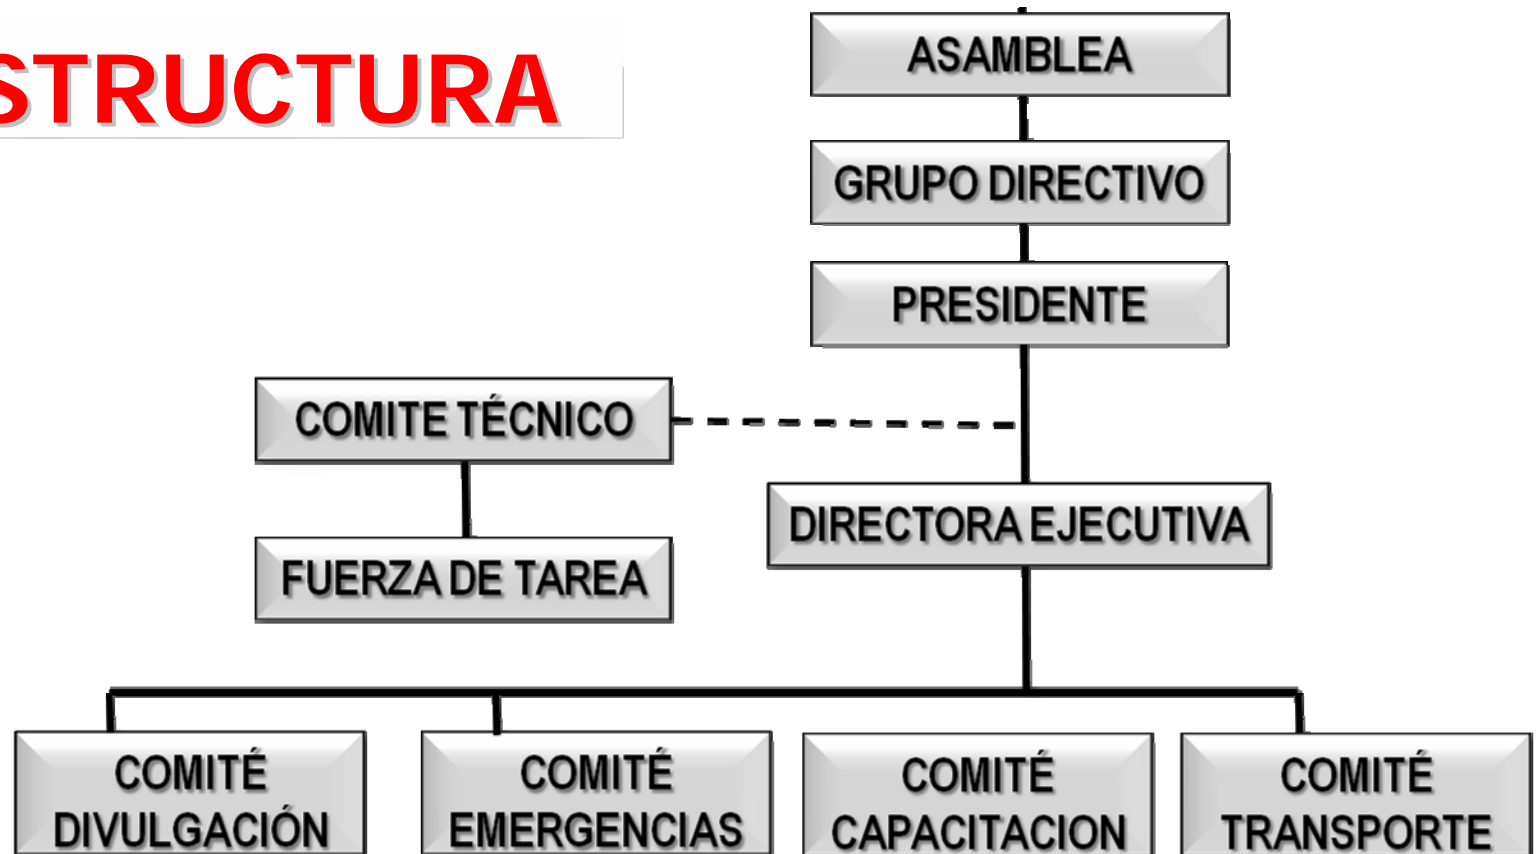 STRUCTURA
ASAMBLEA
GRUPO DIRECTIVO
PRESIDENTE
COMITE TÉCNICO
DIRECTORA EJECUTIVA
FUERZA DE TAREA
COMITÉ
DIVULGACIÓN
COMITÉ
EMERGENCIAS
COMITÉ
CAPACITACION
COMITÉ
TRANSPORTE